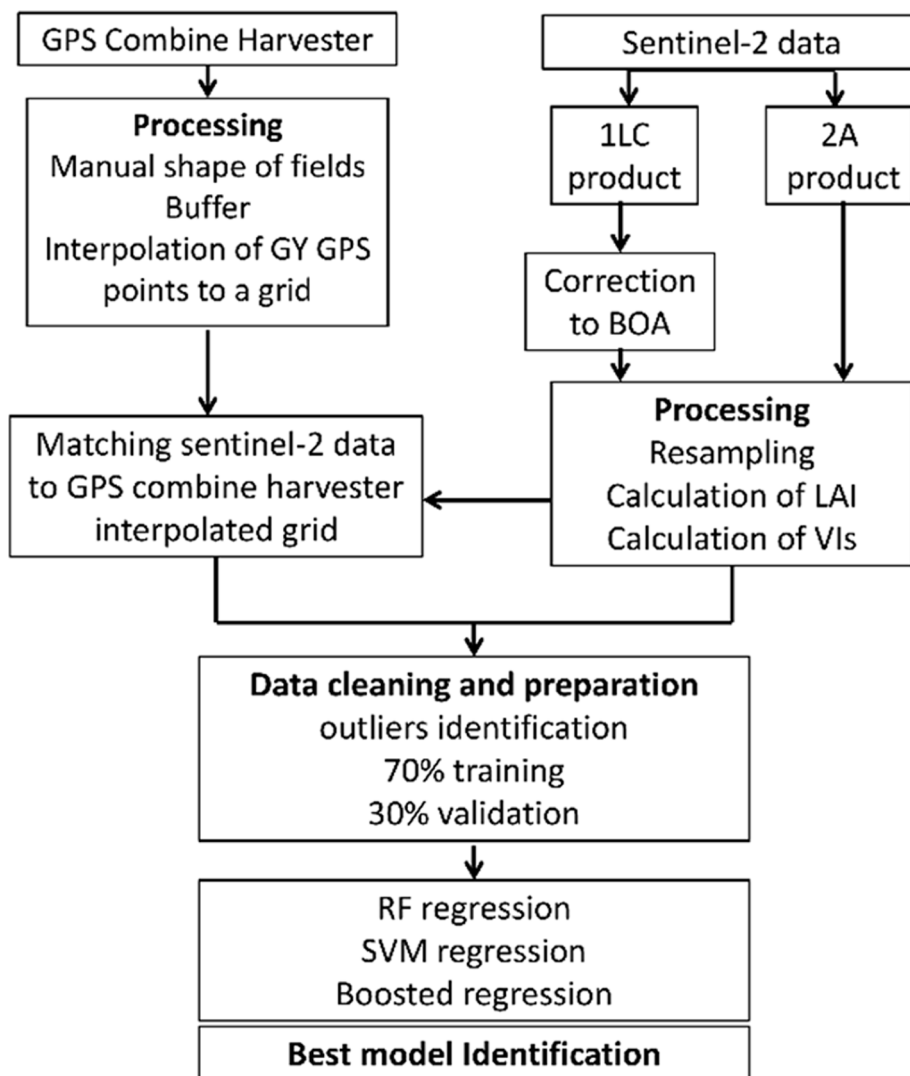 GPS Combine Harvester
Processing
Manual shape of fields
Buffer
Interpolation of GY GPS
points to a grid
Matching sentinel-2 data
to GPS combine harvester
interpolated grid
Sentinel-2 data
1LC
product
2A
product
Correction
to BOA
Processing
Resampling
Calculation of LAI
Calculation of VIs
Data cleaning and preparation
outliers identification
70% training
30% validation
RF regression
SVM regression
Boosted regression
Best model Identification